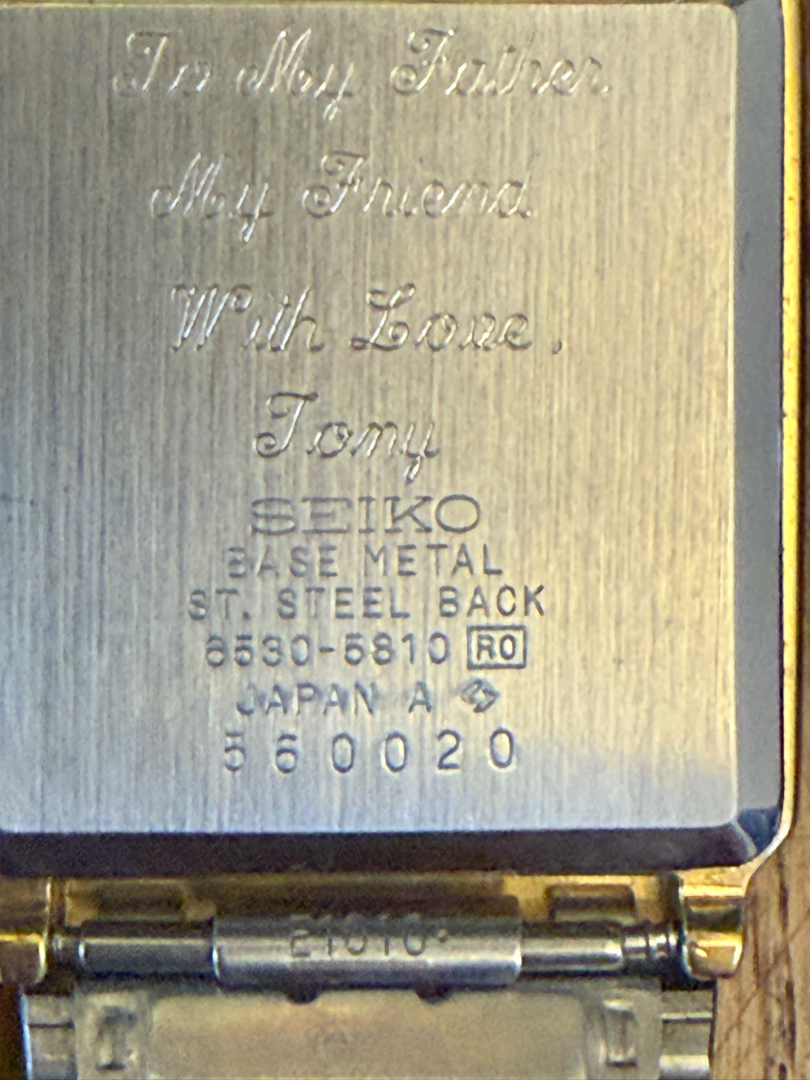 To My Father
My Friend
With Love,
Tony
SEIKO
BASE METAL
ST. STEEL BACK
6530-5810 R0
JAPAN A
560020